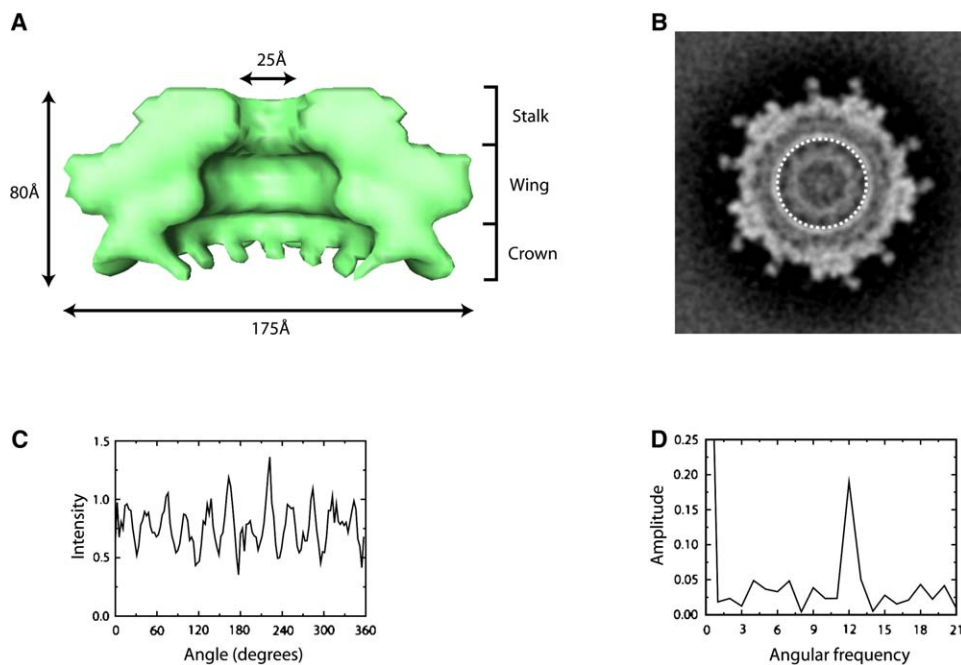 A
B
25Å
80Å
Stalk
Wing
Crown
175Å
C
D
Intensity
1.5
1.0
0.5
0.0
0 60 120 180 240 300 360
Angle (degrees)
Amplitude
0.25
0.20
0.15
0.10
0.05
0.00
0 3 6 9 12 15 18 21
Angular frequency